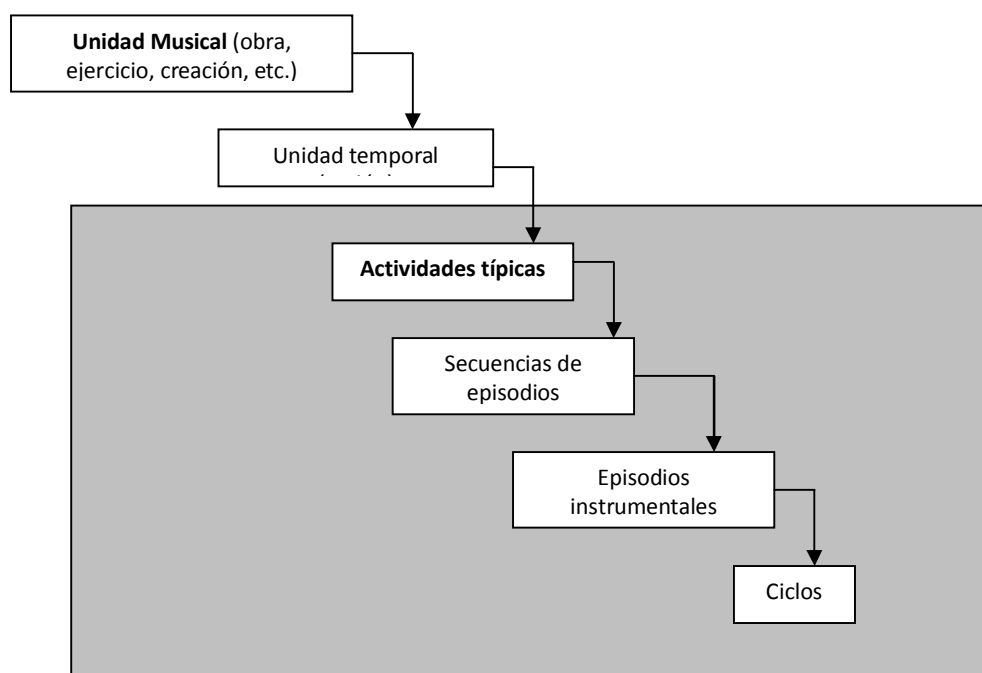 Unidad Musical (obra,
ejercicio, creación, etc.)
Unidad temporal
Actividades típicas
Secuencias de
episodios
Episodios
instrumentales
Ciclos